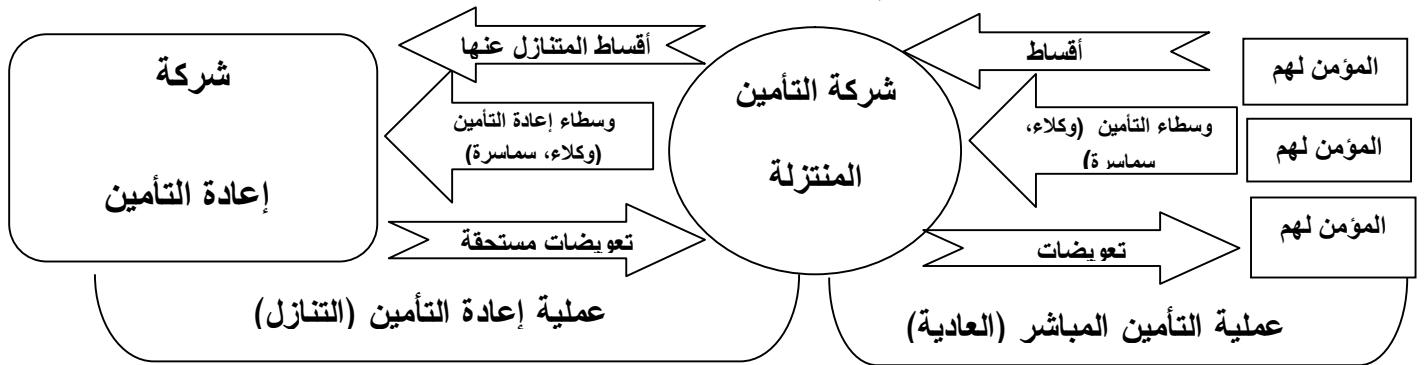 المؤمن لهم
المؤمن لهم
المؤمن لهم
أقساط
وسطاء التأمين (وكلاء،
سماسرة)
تعويضات
شركة التأمين
المنتزلة
أقساط المتنازل عنها
وسطاء إعادة التأمين
(وكلاء، سماسرة)
تعويضات مستحقة
شركة
إعادة التأمين
عملية التأمين المباشر (العادية)
عملية إعادة التأمين (التنازل)